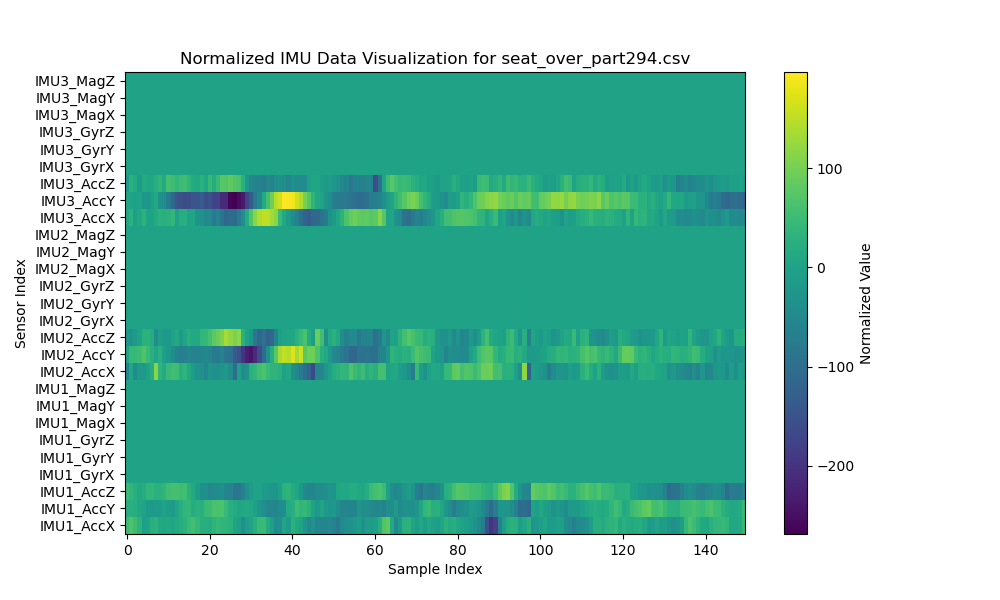 Normalized IMU Data Visualization for seat_over_part294.csv
IMU3_MagZ
IMU3_MagY
IMU3_MagX
IMU3_GyrZ
IMU3_GyrY
IMU3_GyrX
IMU3_AccZ
IMU3_AccY
IMU3_AccX
IMU2_MagZ
IMU2_MagY
IMU2_MagX
IMU2_GyrZ
IMU2_GyrY
IMU2_GyrX
IMU2_AccZ
IMU2_AccY
IMU2_AccX
IMU1_MagZ
IMU1_MagY
IMU1_MagX
IMU1_GyrZ
IMU1_GyrY
IMU1_GyrX
IMU1_AccZ
IMU1_AccY
IMU1_AccX
Sensor Index
0 20 40 60 80 100 120 140
Sample Index
100
0
−100
−200
Normalized Value